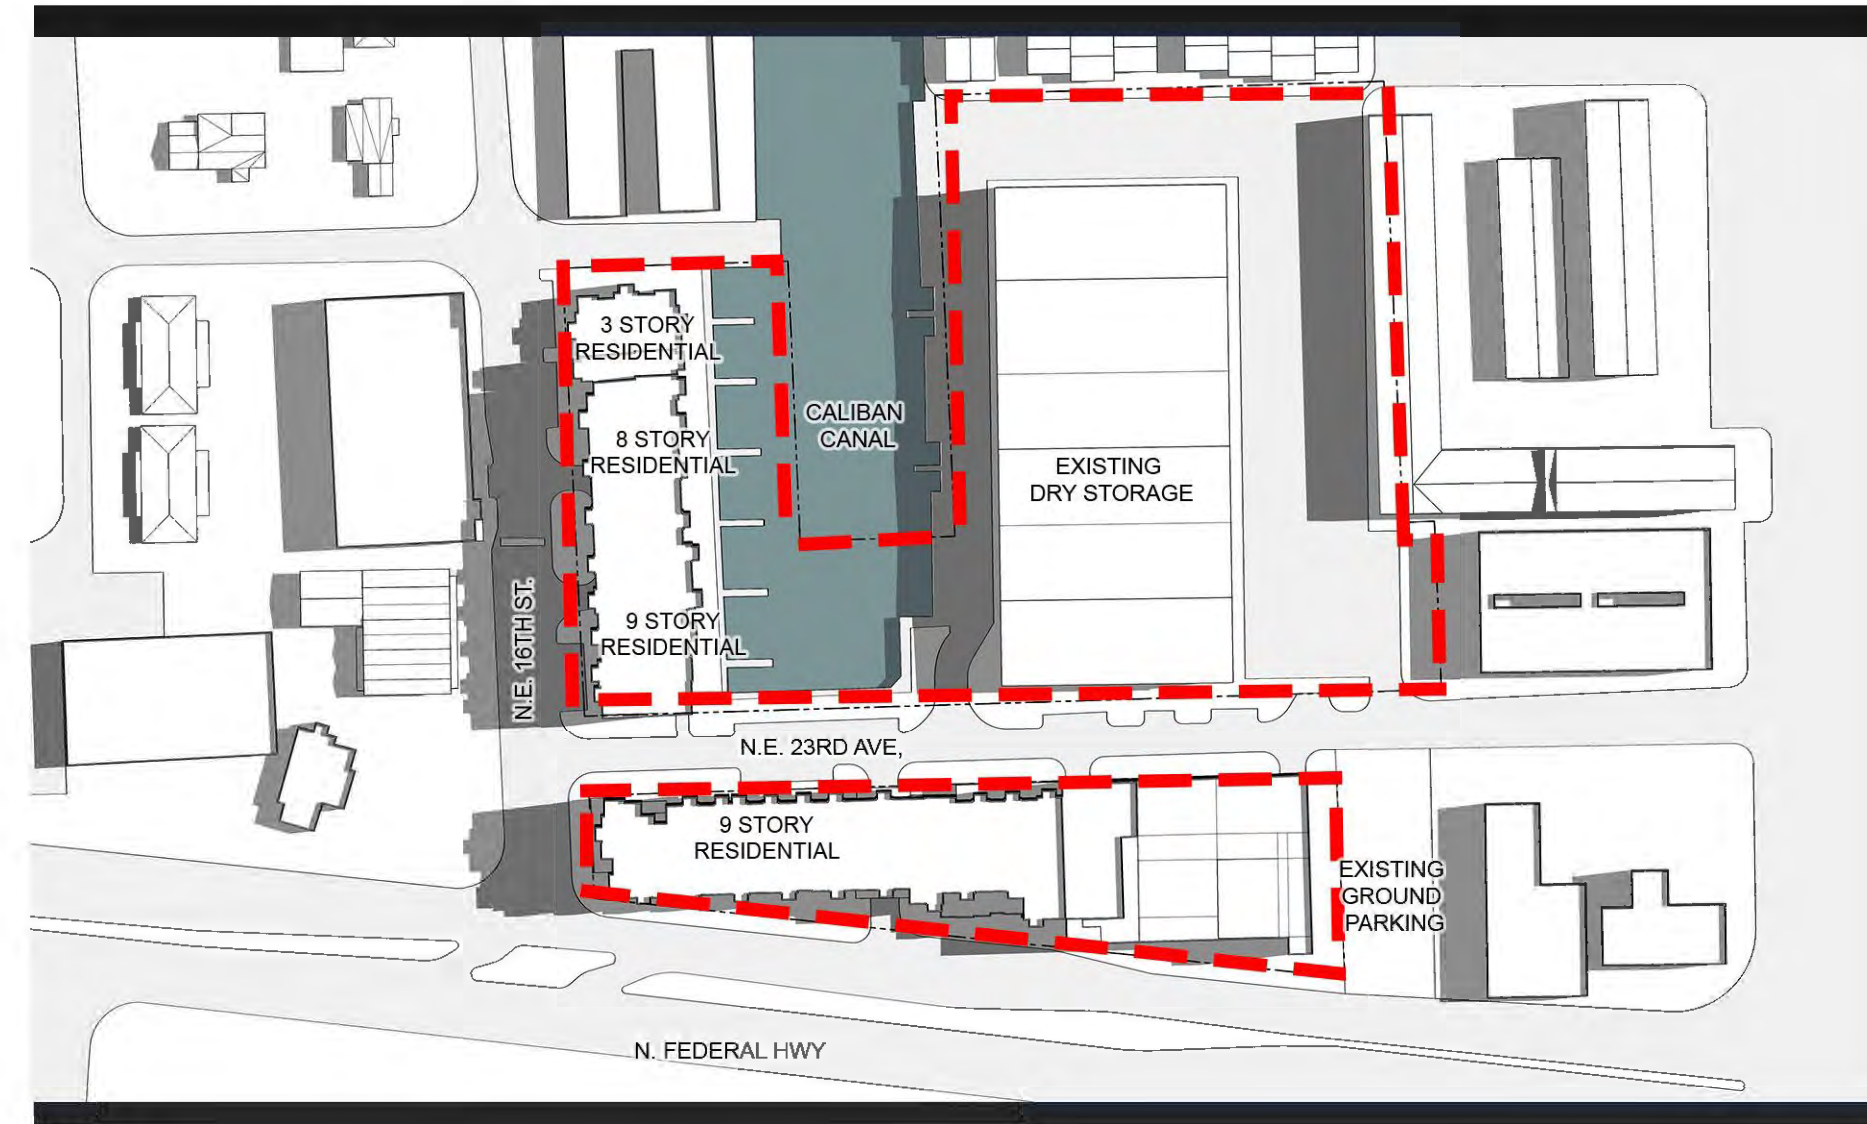 3 STORY
RESIDENTIAL
8 STORY
RESIDENTIAL
9 STORY
RESIDENTIAL
CALIBAN
CANAL
EXISTING
DRY STORAGE
N.E. 16TH ST.
N.E. 23RD AVE,
9 STORY
RESIDENTIAL
EXISTING
GROUND
PARKING
N. FEDERAL HWY